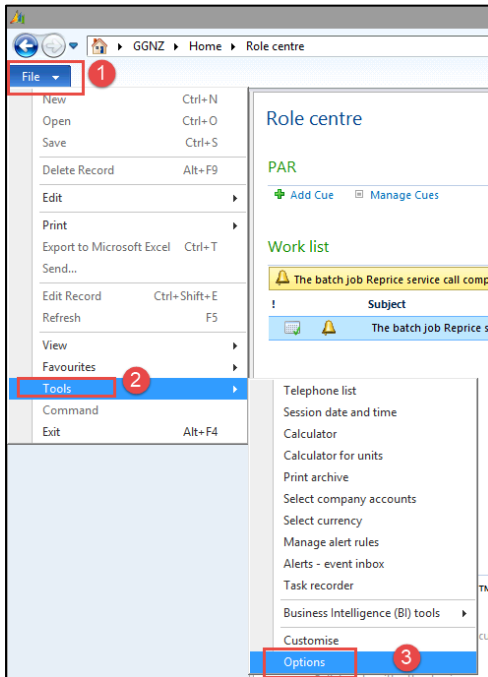 GGNZ ▸ Home ▸ Role centre
File
1
New Ctrl+N
Open Ctrl+O
Save Ctrl+S
Delete Record Alt+F9
Edit
Print
Export to Microsoft Excel Ctrl+T
Send...
Edit Record Ctrl+Shift+E
Refresh F5
View
Favourites
Tools
2
Command
Exit Alt+F4
Role centre
PAR
Add Cue Manage Cues
Work list
The batch job Reprice service call comp
! Subject
The batch job Reprice s
Telephone list
Session date and time
Calculator
Calculator for units
Print archive
Select company accounts
Select currency
Manage alert rules
Alerts - event inbox
Task recorder
Business Intelligence (BI) tools
Customise
Options
3
TM
cu